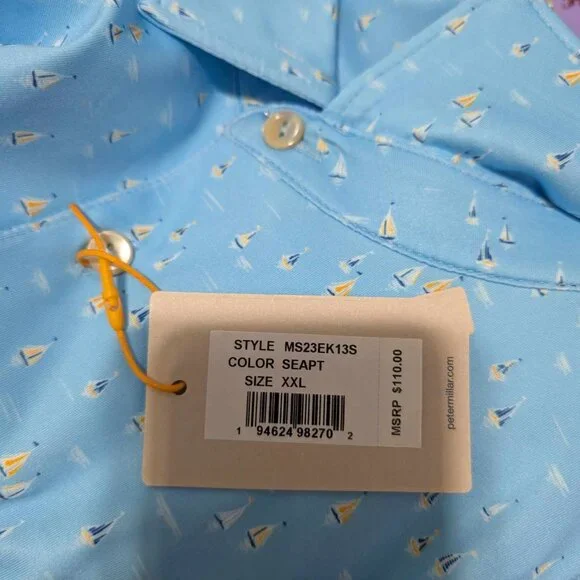 STYLE MS23EK13S
COLOR SEAPT
SIZE XXL
1 94624 98270 2
MSRP $110.00
petermillar.com